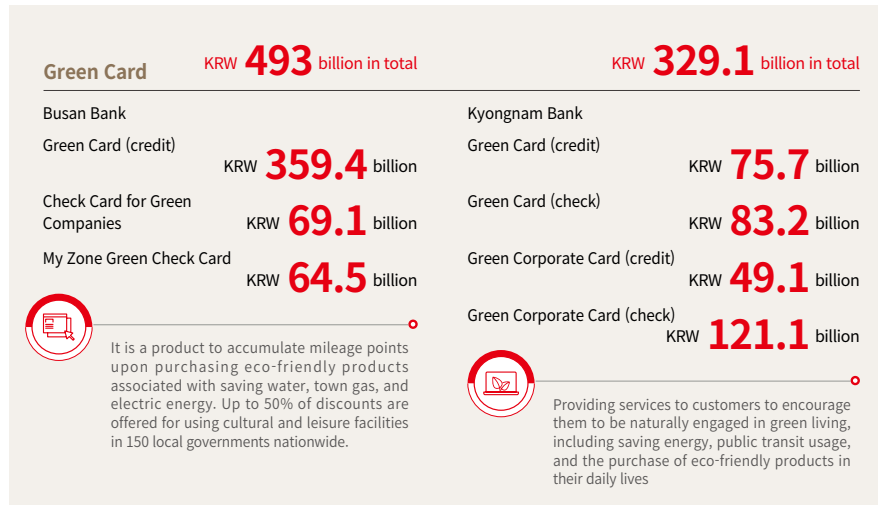 Green Card
KRW 493 billion in total
KRW 329.1 billion in total
Busan Bank
Green Card (credit)
KRW 359.4 billion
Check Card for Green
Companies
KRW 69.1 billion
My Zone Green Check Card
KRW 64.5 billion
It is a product to accumulate mileage points
upon purchasing eco-friendly products
associated with saving water, town gas, and
electric energy. Up to 50% of discounts are
offered for using cultural and leisure facilities
in 150 local governments nationwide.
Kyongnam Bank
Green Card (credit)
KRW 75.7 billion
Green Card (check)
KRW 83.2 billion
Green Corporate Card (credit)
KRW 49.1 billion
Green Corporate Card (check)
KRW 121.1 billion
Providing services to customers to encourage
them to be naturally engaged in green living,
including saving energy, public transit usage,
and the purchase of eco-friendly products in
their daily lives